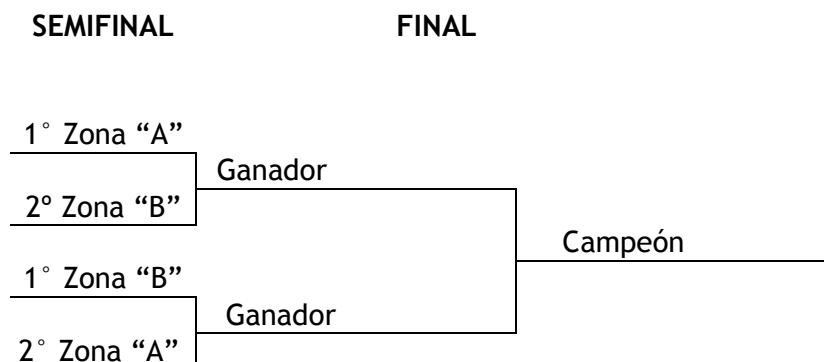 SEMIFINAL FINAL
1° Zona “A”
Ganador
2º Zona “B”
Campeón
1° Zona “B”
Ganador
2° Zona “A”